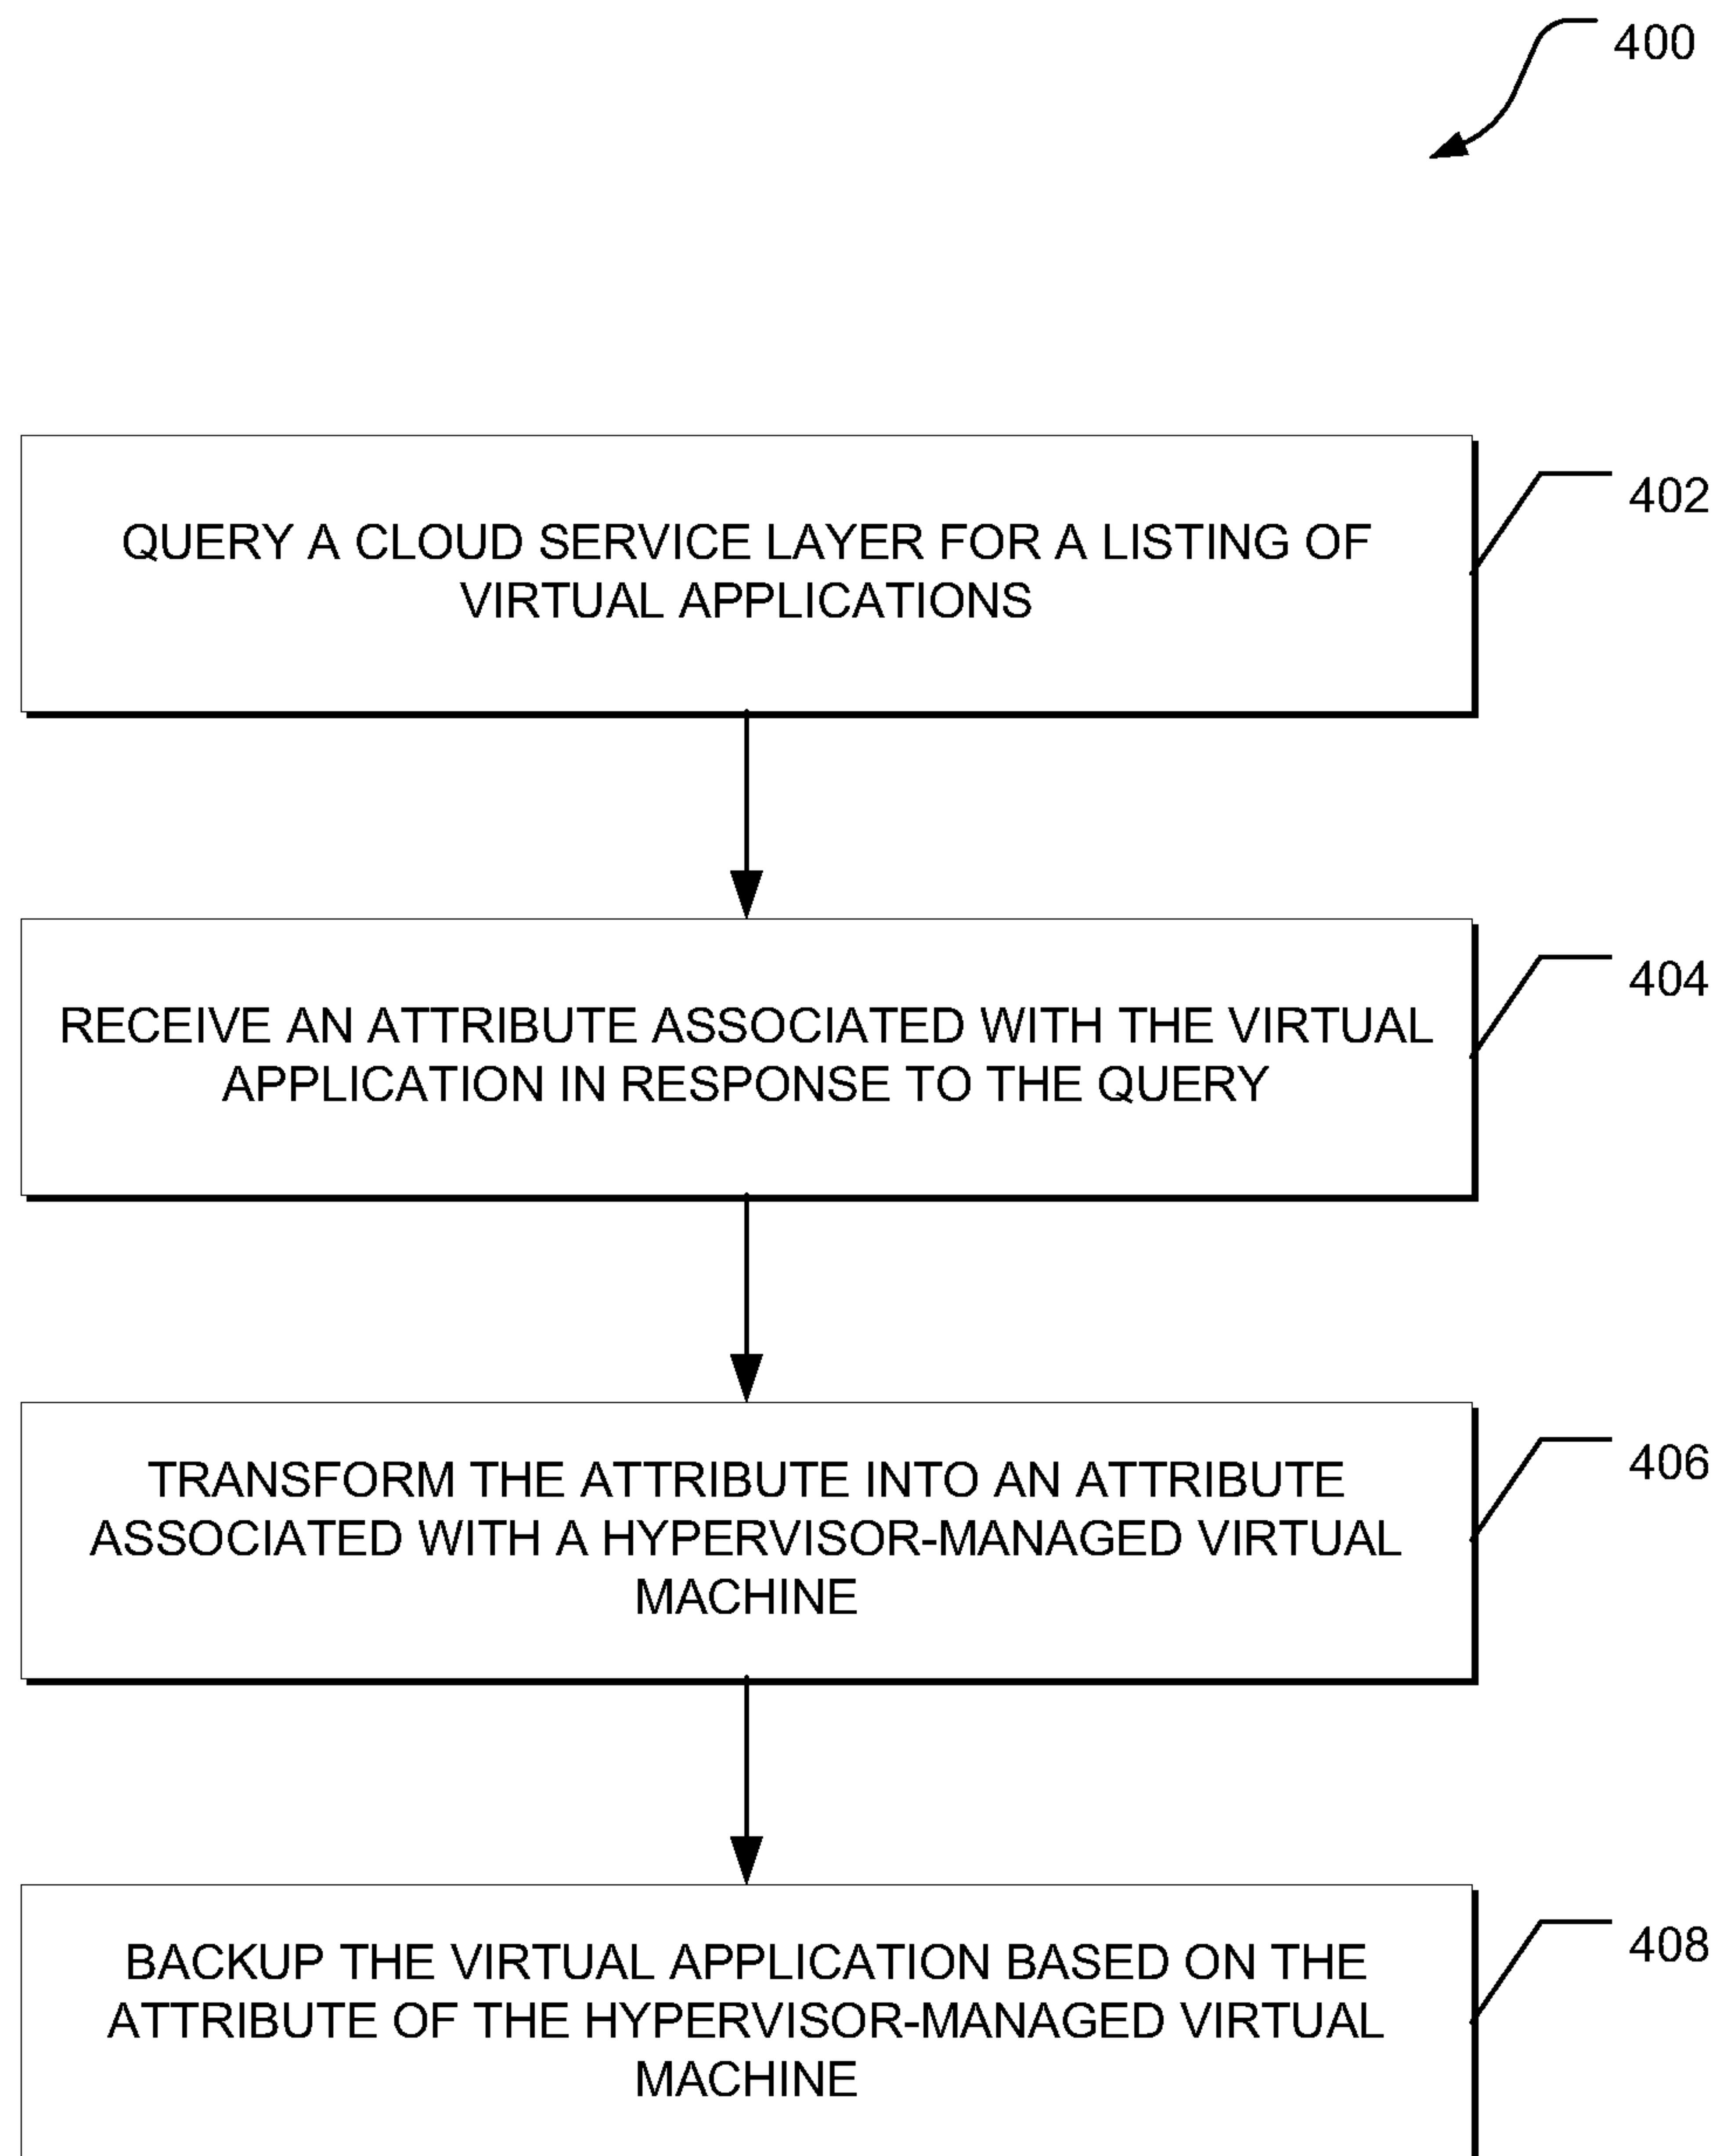 400
QUERY A CLOUD SERVICE LAYER FOR A LISTING OF
VIRTUAL APPLICATIONS
402
RECEIVE AN ATTRIBUTE ASSOCIATED WITH THE VIRTUAL
APPLICATION IN RESPONSE TO THE QUERY
404
TRANSFORM THE ATTRIBUTE INTO AN ATTRIBUTE
ASSOCIATED WITH A HYPERVISOR-MANAGED VIRTUAL
MACHINE
406
BACKUP THE VIRTUAL APPLICATION BASED ON THE
ATTRIBUTE OF THE HYPERVISOR-MANAGED VIRTUAL
MACHINE
408